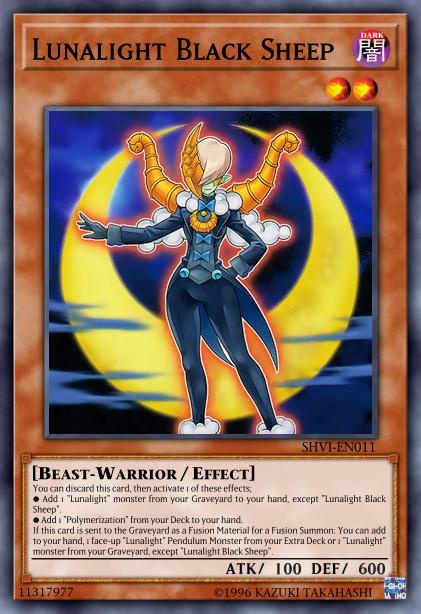 LUNALIGHT BLACK SHEEP
DARK
闇
SHVI-EN011
[BEAST-WARRIOR / EFFECT]
You can discard this card, then activate 1 of these effects;
● Add 1 "Lunalight" monster from your Graveyard to your hand, except "Lunalight Black
Sheep".
● Add 1 "Polymerization" from your Deck to your hand.
If this card is sent to the Graveyard as a Fusion Material for a Fusion Summon: You can add
to your hand, 1 face-up "Lunalight" Pendulum Monster from your Extra Deck or 1 "Lunalight"
monster from your Graveyard, except "Lunalight Black Sheep".
ATK/ 100 DEF/ 600
11317977
©1996 KAZUKI TAKAHASHI